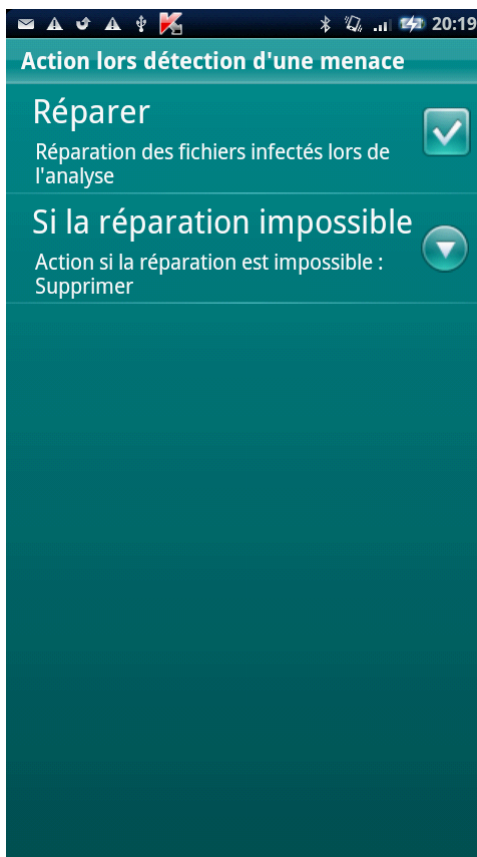 20:19
Action lors détection d'une menace
Réparer
Réparation des fichiers infectés lors de
l'analyse
Si la réparation impossible
Action si la réparation est impossible :
Supprimer